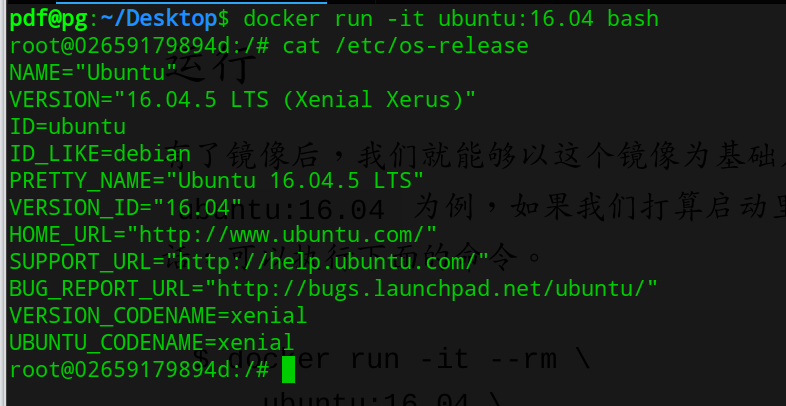 pdf@pg:~/Desktop$ docker run -it ubuntu:16.04 bash
root@02659179894d:/# cat /etc/os-release
运行
NAME="Ubuntu"
VERSION="16.04.5 LTS (Xenial Xerus)"
ID=ubuntu
ID_LIKE=debian
有了镜像后，我们就能够以这个镜像为基础
PRETTY_NAME="Ubuntu 16.04.5 LTS"
VERSION_ID="16.04"
ubuntu:16.04 为例，如果我们打算启动里
HOME_URL="http://www.ubuntu.com/"
SUPPORT_URL="http://help.ubuntu.com/"
可以执行下面的命令。
BUG_REPORT_URL="http://bugs.launchpad.net/ubuntu/"
VERSION_CODENAME=xenial
UBUNTU_CODENAME=xenial
$ docker run -it --rm \
root@02659179894d:/#
ubuntu:16.04 \